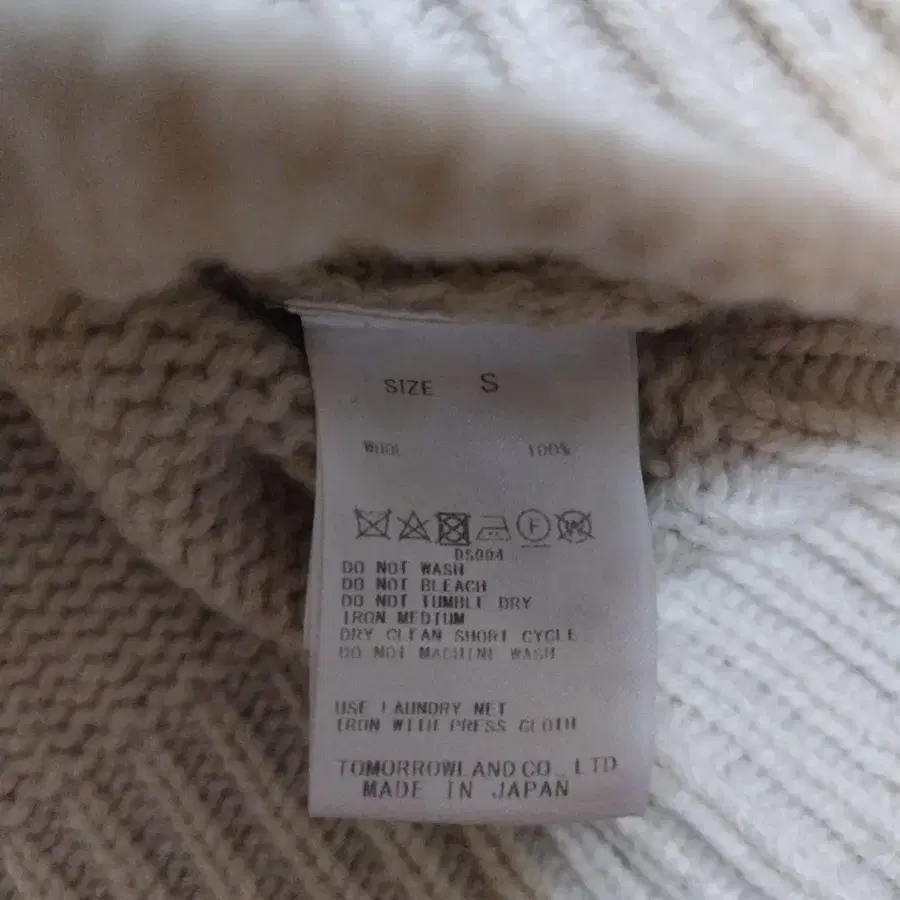 SIZE S
WOOL 100%
F W
DS004
DO NOT WASH
DO NOT BLEACH
DO NOT TUMBLE DRY
IRON MEDIUM
DRY CLEAN SHORT CYCLE
DO NOT MACHINE WASH
USE LAUNDRY NET
IRON WITH PRESS CLOTH
TOMORROWLAND CO., LTD
MADE IN JAPAN